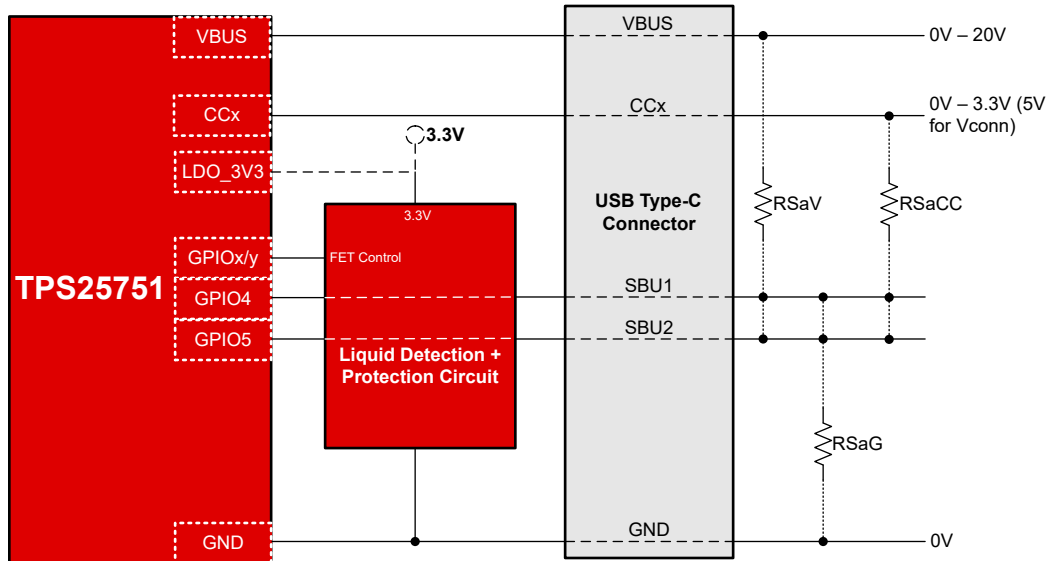 VBUS
VBUS
0V – 20V
CCx
CCx
0V – 3.3V (5V
for Vconn)
3.3V
LDO_3V3
3.3V
USB Type-C
Connector
RSaV
RSaCC
GPIOx/y
FET Control
TPS25751
GPIO4
SBU1
GPIO5
SBU2
Liquid Detection +
Protection Circuit
RSaG
GND
GND
0V